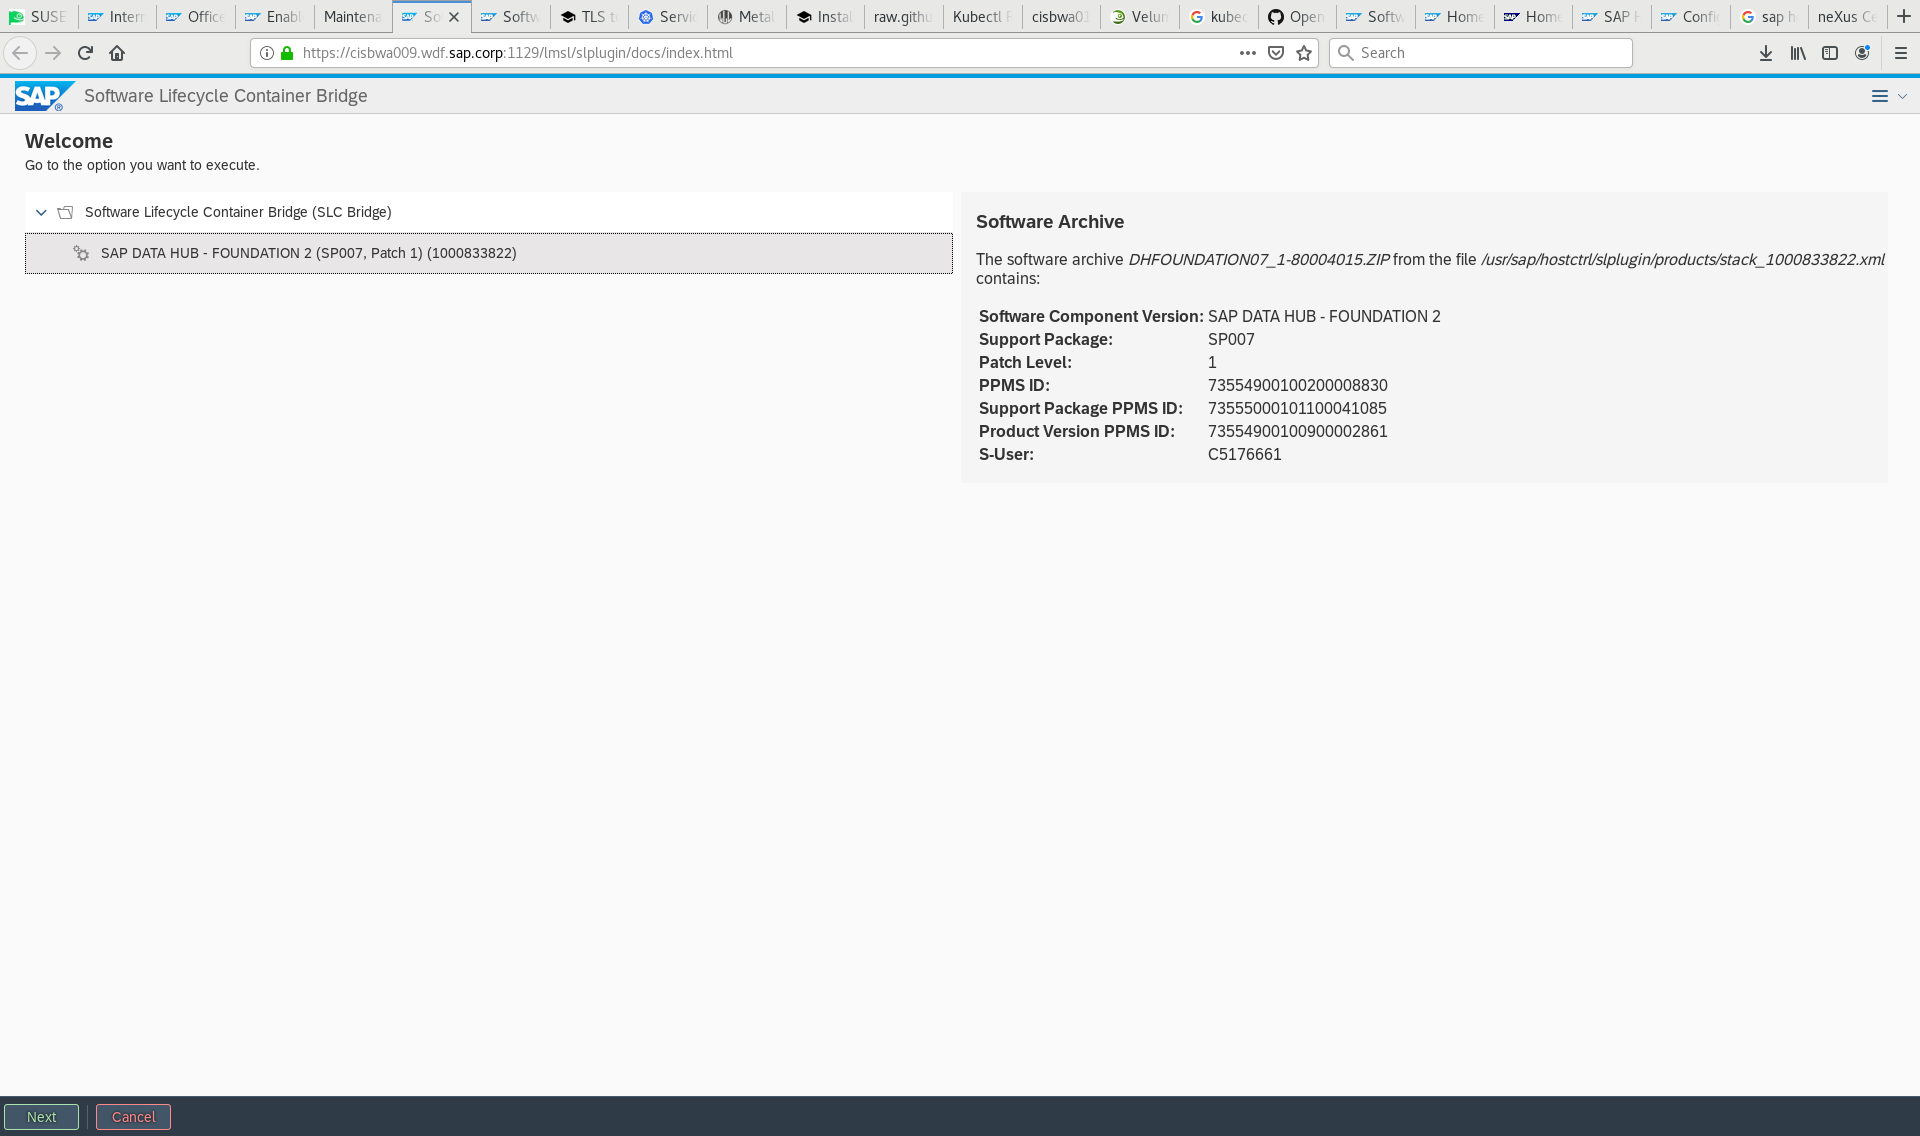 SUSE
Intern
Office
Enabl
Maintena
So
Softw
TLS t
Servi
Metal
Instal
raw.githu
Kubectl
cisbwa01
Velum
kubec
Open
Softw
Home
Home
SAP
Confi
sap h
neXus Ce
https://cisbwa009.wdf.sap.corp:1129/lmsl/slplugin/docs/index.html
Search
SAP ® Software Lifecycle Container Bridge
Welcome
Go to the option you want to execute.
Software Lifecycle Container Bridge (SLC Bridge)
SAP DATA HUB - FOUNDATION 2 (SP007, Patch 1) (1000833822)
Software Archive
The software archive DHFOUNDATION07_1-80004015.ZIP from the file /usr/sap/hostctrl/slplugin/products/stack_1000833822.xml
contains:
Software Component Version: SAP DATA HUB - FOUNDATION 2
Support Package: SP007
Patch Level: 1
PPMS ID: 73554900100200008830
Support Package PPMS ID: 73555000101100041085
Product Version PPMS ID: 73554900100900002861
S-User: C5176661
Next
Cancel